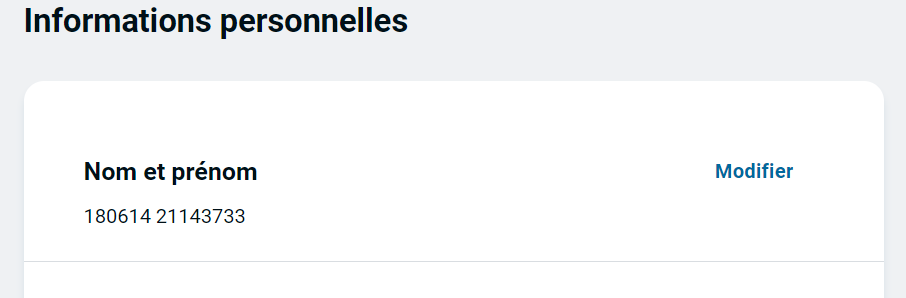 Informations personnelles
Nom et prénom
Modifier
180614 21143733